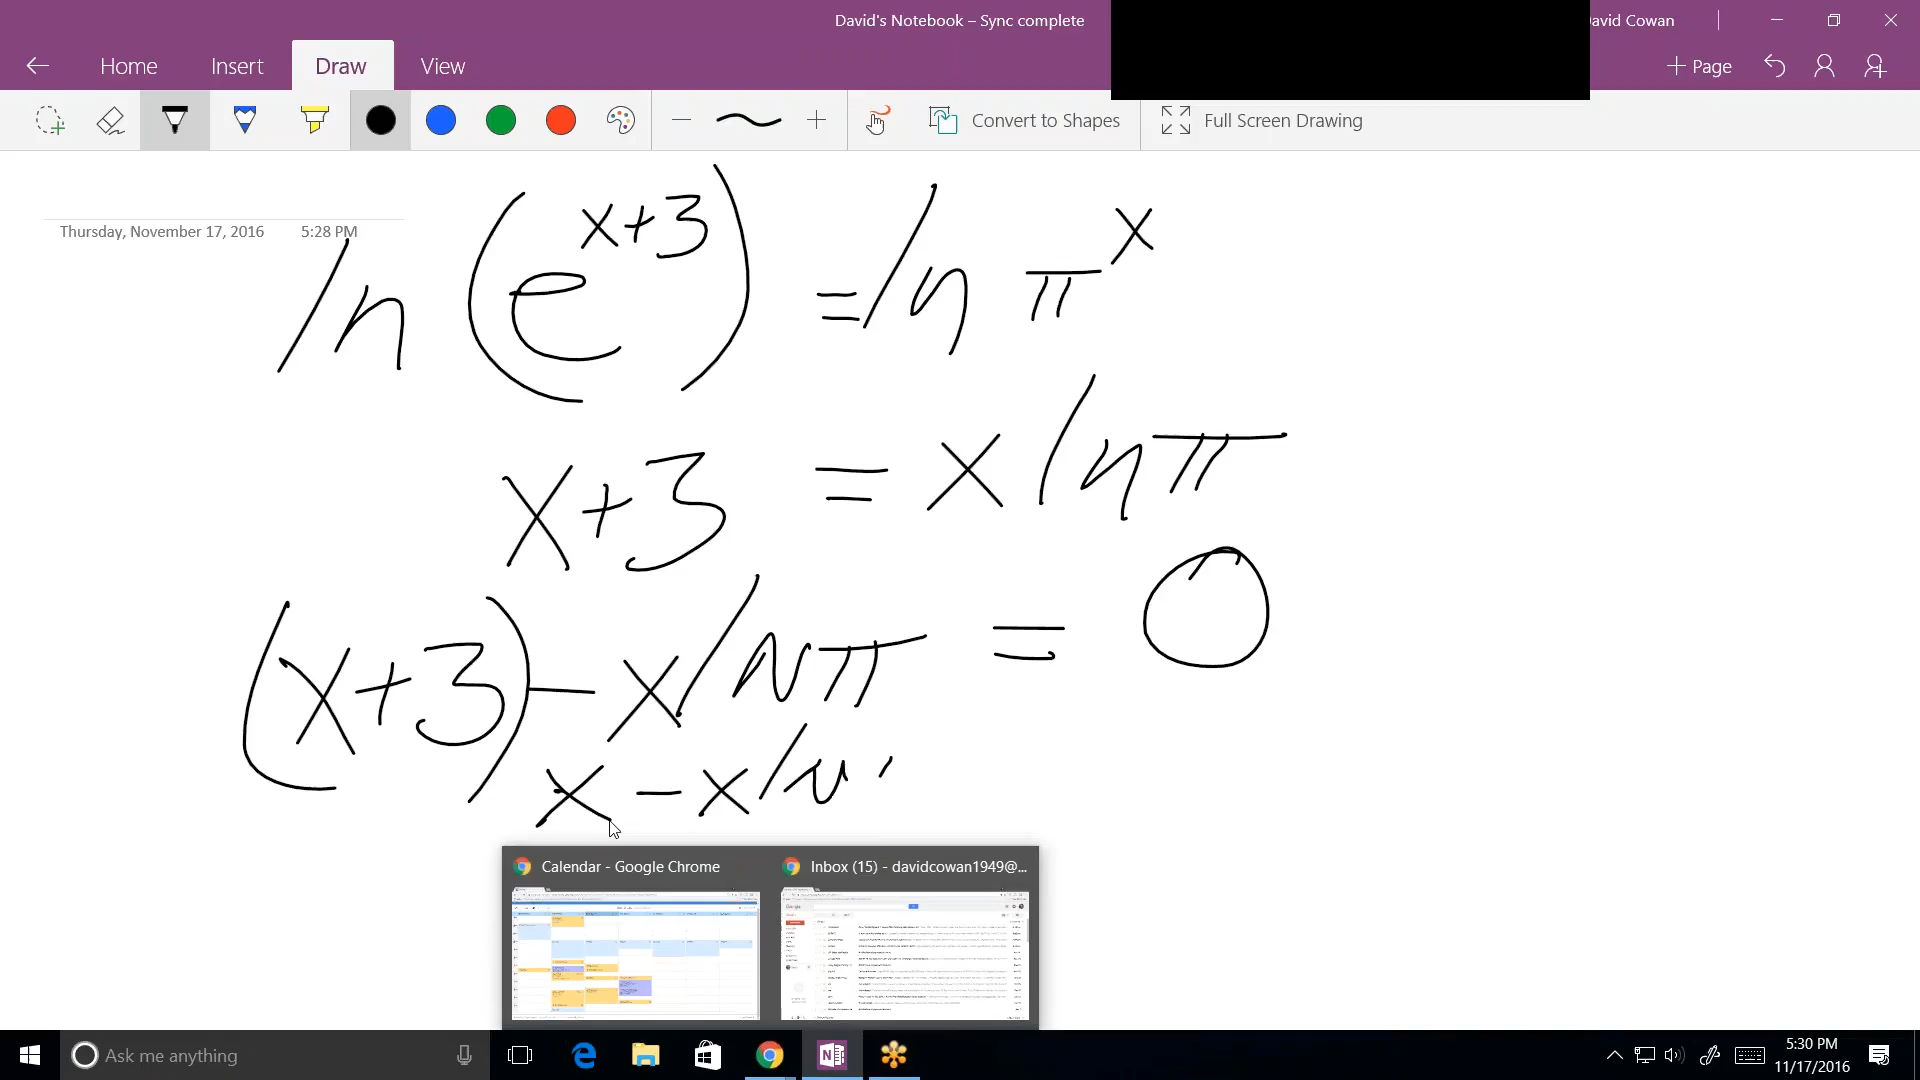 David's Notebook – Sync complete
avid Cowan
Home Insert Draw View
Page
Convert to Shapes Full Screen Drawing
Thursday, November 17, 2016 5:28 PM
ln (e^x+3) = ln π^x
x+3 = x ln π
(x+3) - x ln π = 0
x - x ln
Calendar - Google Chrome Inbox (15) - davidcowan1949@...
Ask me anything
5:30 PM
11/17/2016